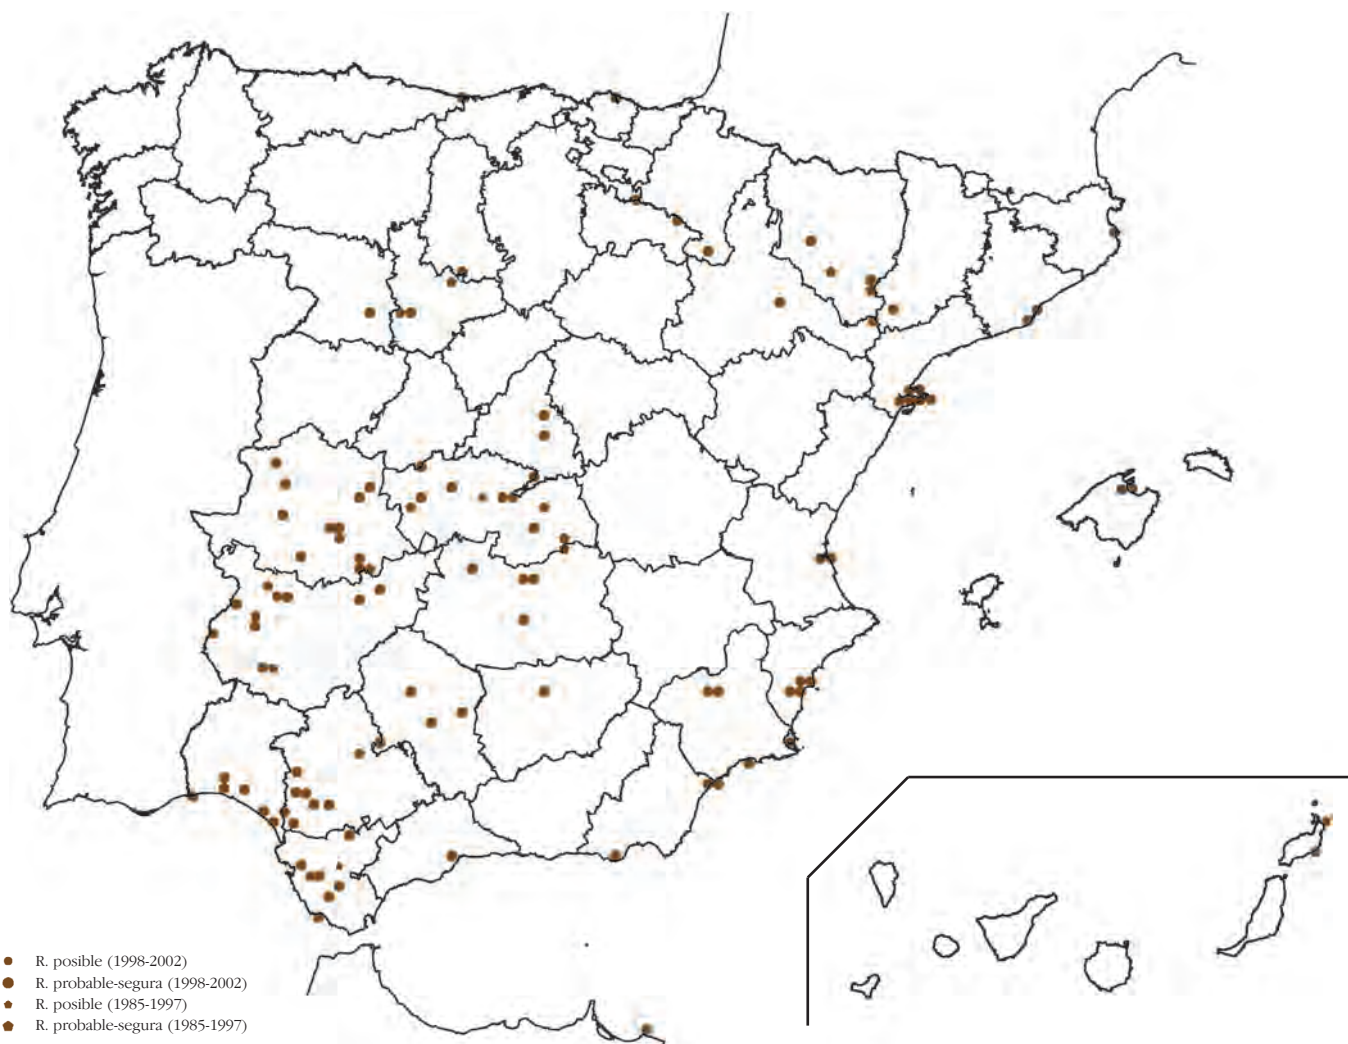 R. posible (1998-2002)
R. probable-segura (1998-2002)
R. posible (1985-1997)
R. probable-segura (1985-1997)